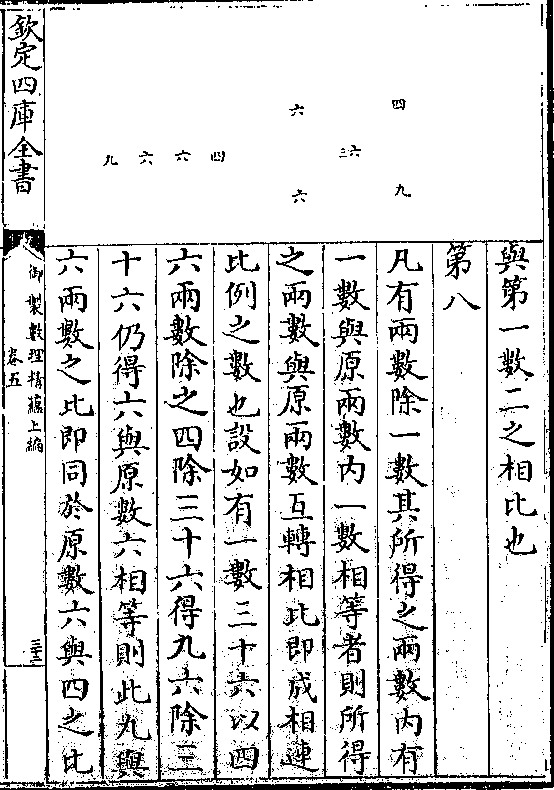 四
三六
九
六
六
九 六 六 四
與第一數二之相比也
第八
凡有兩數除一數其所得之兩數內有
一數與原兩數內一數相等者則所得
之兩數與原兩數互轉相比即成相連
比例之數也設如有一數三十六以四
六兩數除之四除三十六得九六除三
十六仍得六與原數六相等則此九與
六兩數之比即同於原數六與四之比
欽定四庫全書
御製數理精蘊上編
卷五